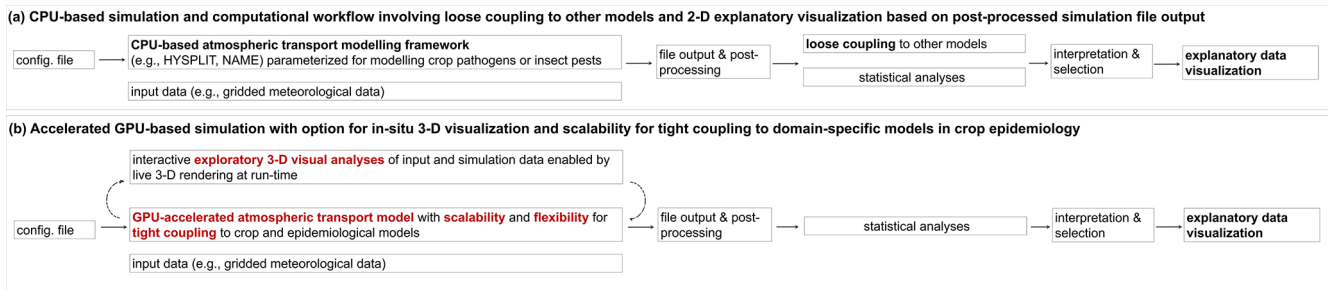 (a) CPU-based simulation and computational workflow involving loose coupling to other models and 2-D explanatory visualization based on post-processed simulation file output
config. file
CPU-based atmospheric transport modelling framework
(e.g., HYSPLIT, NAME) parameterized for modelling crop pathogens or insect pests
input data (e.g., gridded meteorological data)
file output & post-
processing
loose coupling to other models
statistical analyses
interpretation &
selection
explanatory data
visualization
(b) Accelerated GPU-based simulation with option for in-situ 3-D visualization and scalability for tight coupling to domain-specific models in crop epidemiology
interactive exploratory 3-D visual analyses of input and simulation data enabled by
live 3-D rendering at run-time
config. file
GPU-accelerated atmospheric transport model with scalability and flexibility for
tight coupling to crop and epidemiological models
input data (e.g., gridded meteorological data)
file output & post-
processing
statistical analyses
interpretation &
selection
explanatory data
visualization